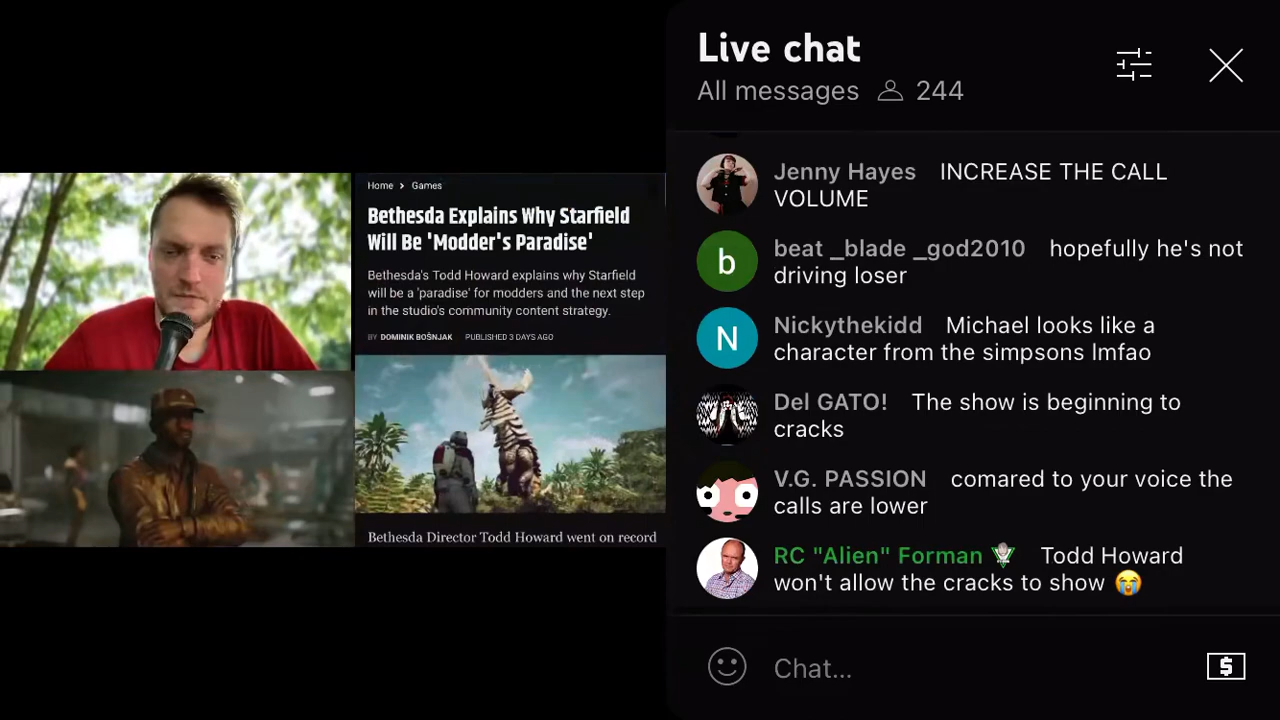 Home > Games
Bethesda Explains Why Starfield
Will Be 'Modder's Paradise'
Bethesda's Todd Howard explains why Starfield
will be a 'paradise' for modders and the next step
in the studio's community content strategy.
BY DOMINIK BOŠNJAK PUBLISHED 3 DAYS AGO
Bethesda Director Todd Howard went on record
Live chat
All messages 244
Jenny Hayes INCREASE THE CALL
VOLUME
b
beat _blade _god2010 hopefully he's not
driving loser
N
Nickythekidd Michael looks like a
character from the simpsons lmfao
Del GATO! The show is beginning to
cracks
V.G. PASSION comared to your voice the
calls are lower
RC "Alien" Forman Todd Howard
won't allow the cracks to show 😭
Chat...
$